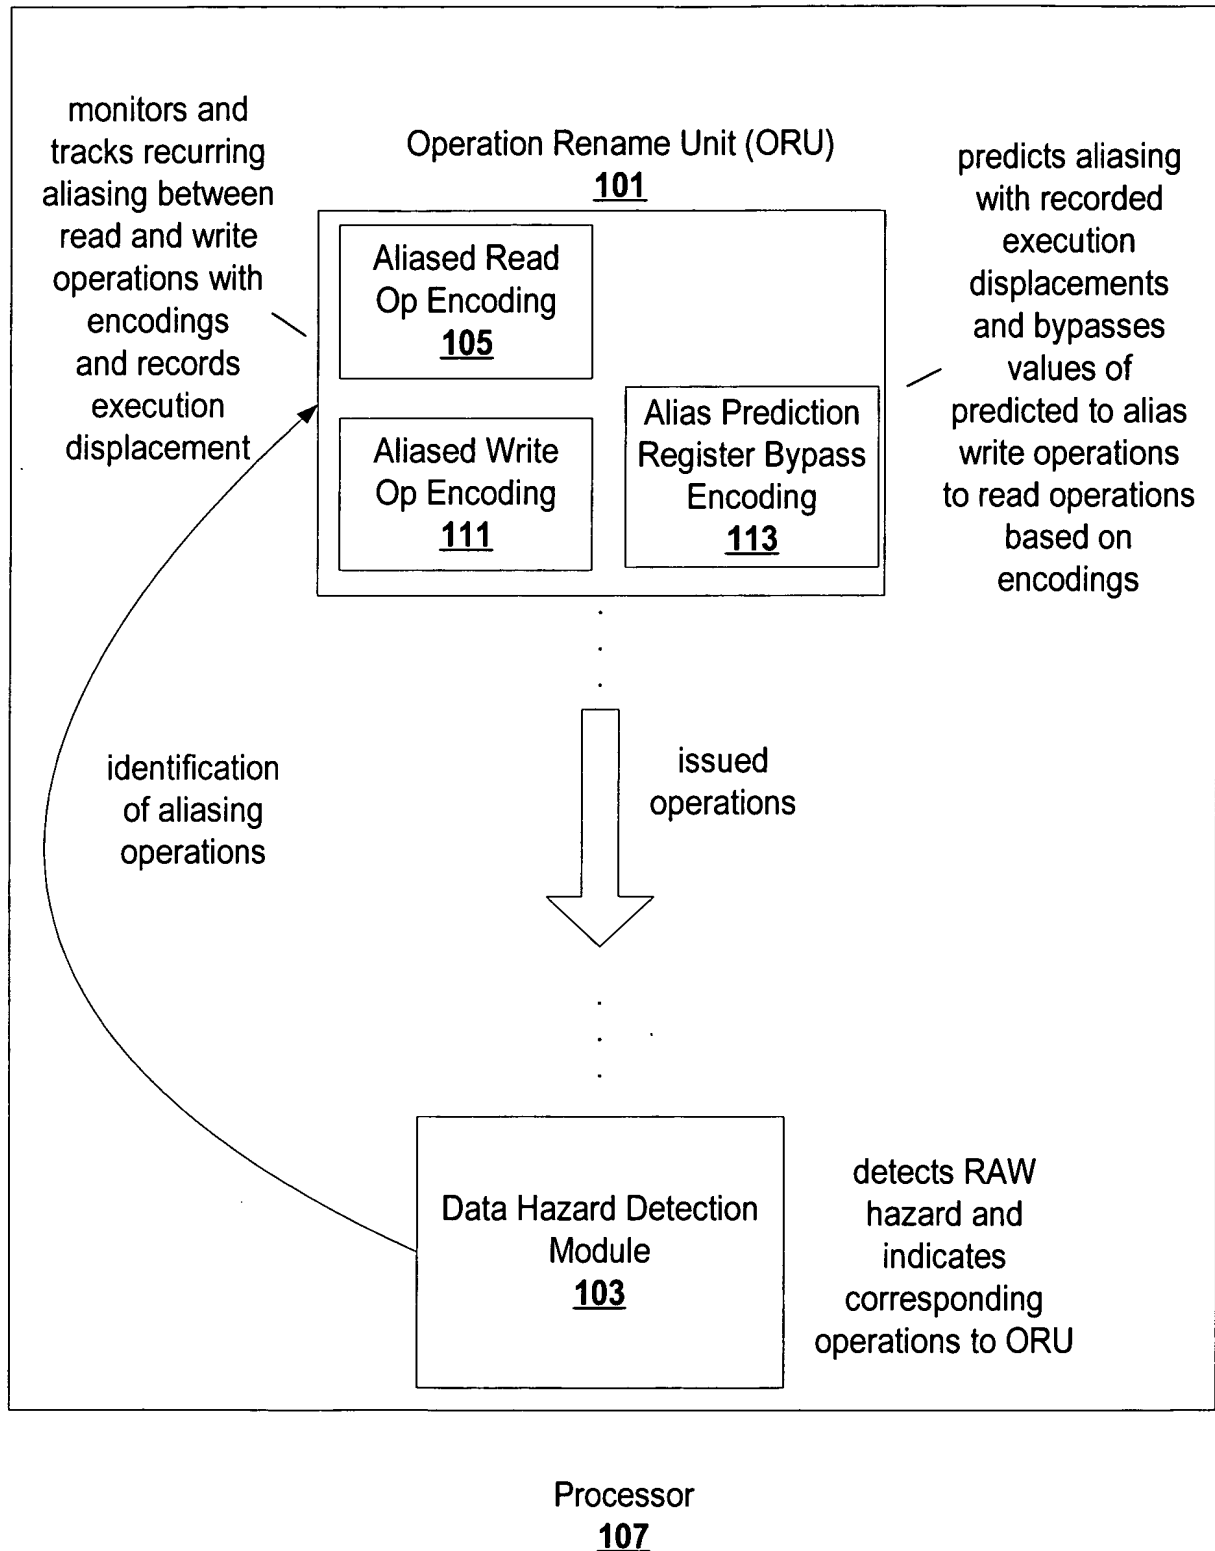 monitors and
tracks recurring
aliasing between
read and write
operations with
encodings
and records
execution
displacement
Operation Rename Unit (ORU)
101
Aliased Read
Op Encoding
105
Aliased Write
Op Encoding
111
Alias Prediction
Register Bypass
Encoding
113
predicts aliasing
with recorded
execution
displacements
and bypasses
values of
predicted to alias
write operations
to read operations
based on
encodings
identification
of aliasing
operations
issued
operations
Data Hazard Detection
Module
103
detects RAW
hazard and
indicates
corresponding
operations to ORU
Processor
107